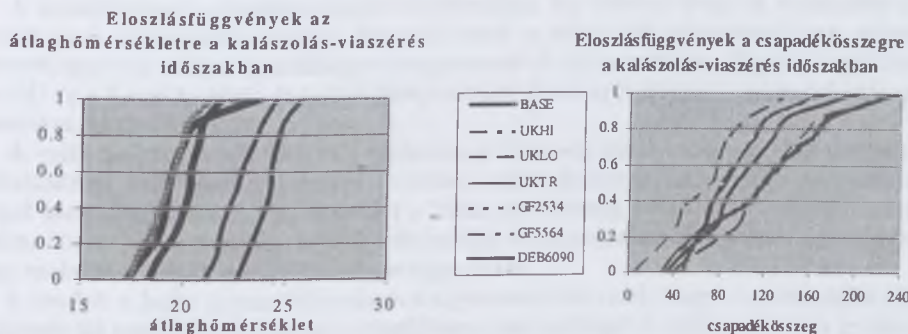 Eloszlásfüggvények az
átlaghőmérsékletre a kalászolás-viaszérés
időszakban
1
0.8
0.6
0.4
0.2
0
15 20 25 30
átlaghőmérséklet
BASE
UKHI
UKLO
UKTR
GF2534
GF5564
DEB6090
Eloszlásfüggvények a csapadékösszegre
a kalászolás-viaszérés időszakban
1
0.8
0.6
0.4
0.2
0
0 40 80 120 160 200 240
csapadékösszeg